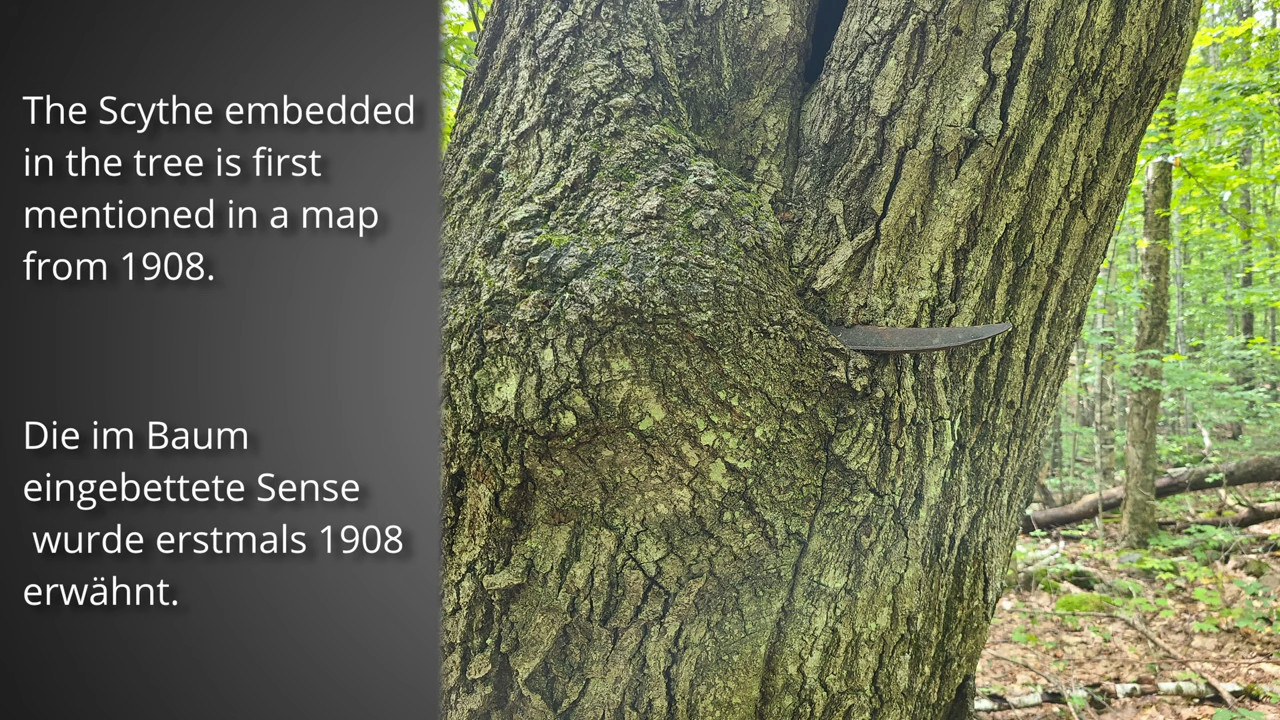 The Scythe embedded
in the tree is first
mentioned in a map
from 1908.
Die im Baum
eingebettete Sense
wurde erstmals 1908
erwähnt.